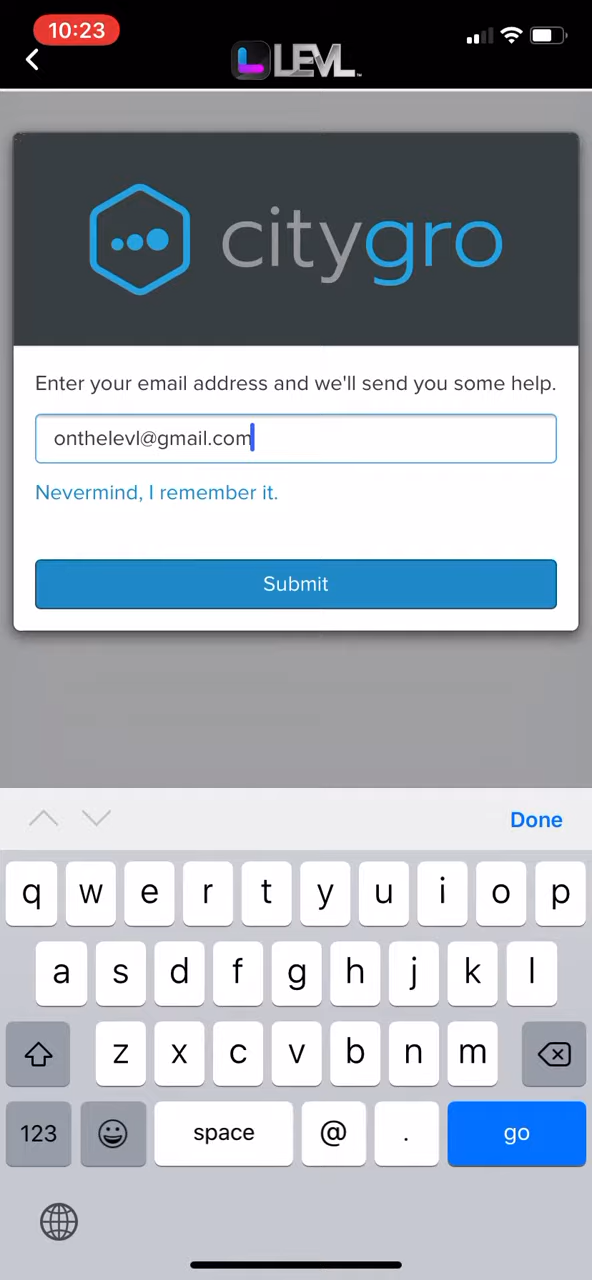 10:23
LEVL™
citygro
Enter your email address and we'll send you some help.
onthelevl@gmail.com
Nevermind, I remember it.
Submit
Done
q w e r t y u i o p
a s d f g h j k l
z x c v b n m
123 space @ . go